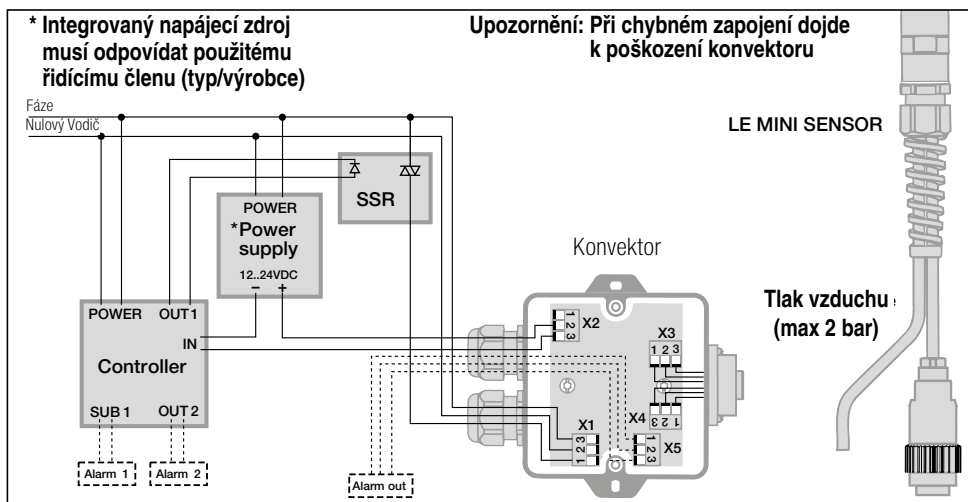 * Integrovaný napájecí zdroj
musí odpovídat použitému
řídícímu členu (typ/výrobce)
Upozornění: Při chybném zapojení dojde
k poškození konvektoru
Fáze
Nulový Vodič
LE MINI SENSOR
SSR
POWER
*Power
supply
12..24VDC
– +
Konvektor
Tlak vzduchu
(max 2 bar)
POWER OUT1
IN
Controller
SUB 1 OUT2
Alarm 1
Alarm 2
Alarm out
1
2
3
X2
X3
1 2 3
X4
3 2 1
X1
3
2
1
1
2
3
X5